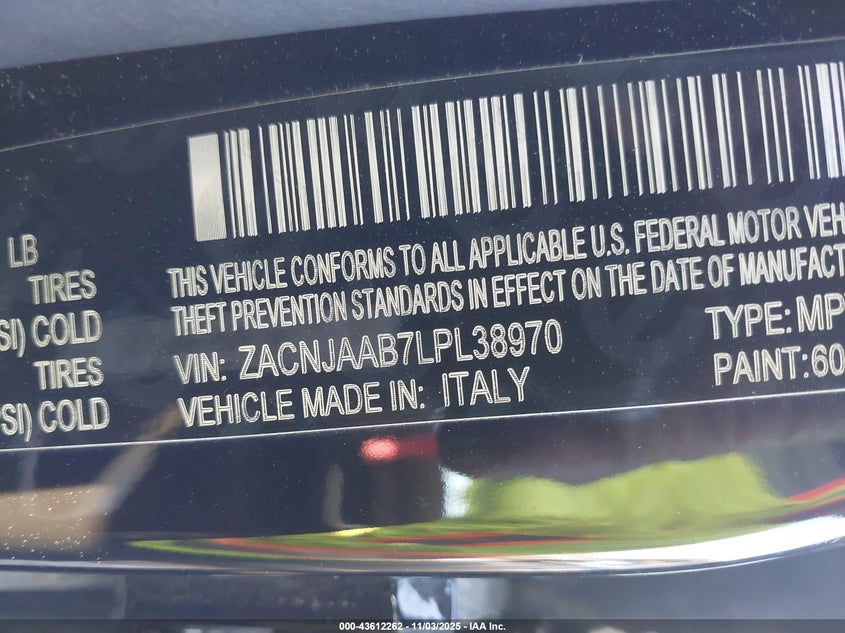 LB
TIRES
SI) COLD
TIRES
PSI) COLD
THIS VEHICLE CONFORMS TO ALL APPLICABLE U.S. FEDERAL MOTOR VEH
THEFT PREVENTION STANDARDS IN EFFECT ON THE DATE OF MANUFACT
VIN: ZACNJAAB7LPL38970 TYPE: MP
VEHICLE MADE IN: ITALY PAINT: 60
000-43612262 - 11/03/2025 - IAA Inc.